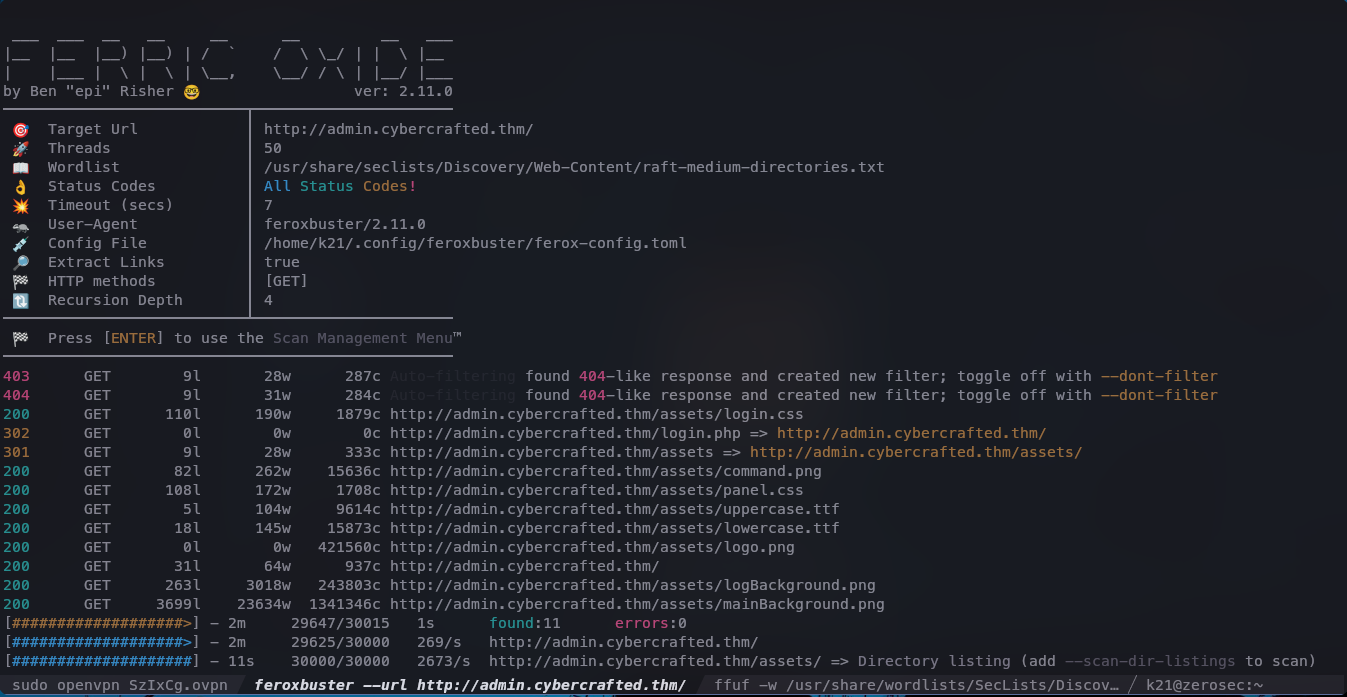 ___  ___  __   __     __      __         __   ___
|__  |__  |__) |__) | /  `    /  \ \_/ | |  \ |__
|    |___ |  \ |  \ | \__,    \__/ / \ | |__/ |___
by Ben "epi" Risher 🤓                 ver: 2.11.0
🎯  Target Url            │ http://admin.cybercrafted.thm/
🚀  Threads               │ 50
📖  Wordlist              │ /usr/share/seclists/Discovery/Web-Content/raft-medium-directories.txt
👌  Status Codes          │ All Status Codes!
💥  Timeout (secs)        │ 7
🦡  User-Agent            │ feroxbuster/2.11.0
💉  Config File           │ /home/k21/.config/feroxbuster/ferox-config.toml
🔎  Extract Links         │ true
🏁  HTTP methods          │ [GET]
🔃  Recursion Depth       │ 4
🏁  Press [ENTER] to use the Scan Management Menu™
403      GET        9l       28w      287c Auto-filtering found 404-like response and created new filter; toggle off with --dont-filter
404      GET        9l       31w      284c Auto-filtering found 404-like response and created new filter; toggle off with --dont-filter
200      GET      110l      190w     1879c http://admin.cybercrafted.thm/assets/login.css
302      GET        0l        0w        0c http://admin.cybercrafted.thm/login.php => http://admin.cybercrafted.thm/
301      GET        9l       28w      333c http://admin.cybercrafted.thm/assets => http://admin.cybercrafted.thm/assets/
200      GET       82l      262w    15636c http://admin.cybercrafted.thm/assets/command.png
200      GET      108l      172w     1708c http://admin.cybercrafted.thm/assets/panel.css
200      GET        5l      104w     9614c http://admin.cybercrafted.thm/assets/uppercase.ttf
200      GET       18l      145w    15873c http://admin.cybercrafted.thm/assets/lowercase.ttf
200      GET        0l        0w   421560c http://admin.cybercrafted.thm/assets/logo.png
200      GET       31l       64w      937c http://admin.cybercrafted.thm/
200      GET      263l     3018w   243803c http://admin.cybercrafted.thm/assets/logBackground.png
200      GET     3699l    23634w  1341346c http://admin.cybercrafted.thm/assets/mainBackground.png
[###################>] - 2m     29647/30015   1s      found:11      errors:0
[###################>] - 2m     29625/30000   269/s   http://admin.cybercrafted.thm/
[####################] - 11s    30000/30000   2673/s  http://admin.cybercrafted.thm/assets/ => Directory listing (add --scan-dir-listings to scan)
sudo openvpn SzIxCg.ovpn   feroxbuster --url http://admin.cybercrafted.thm/   ffuf -w /usr/share/wordlists/SecLists/Discov… / k21@zerosec:~